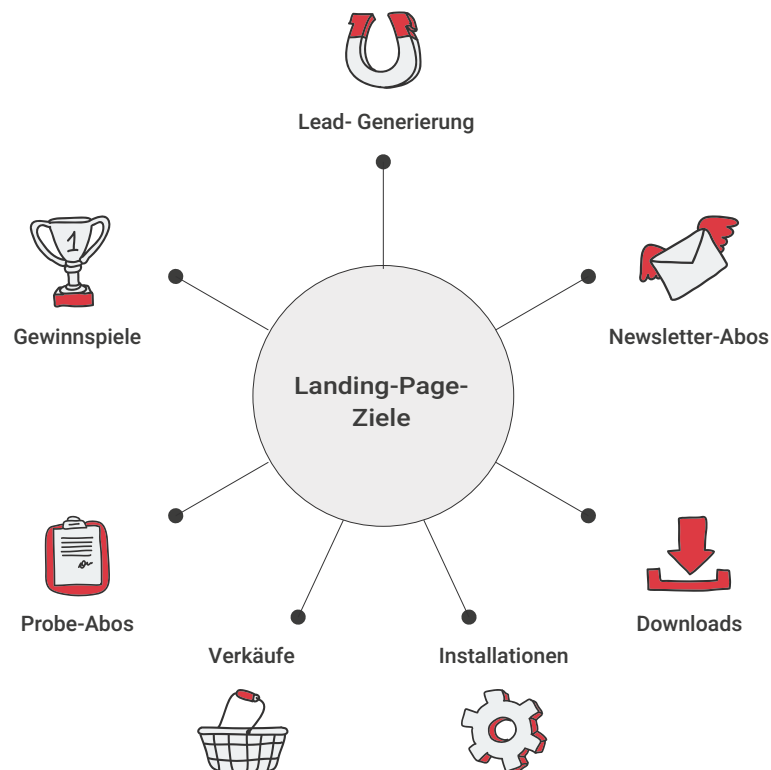 Lead- Generierung
1
Gewinnspiele
Newsletter-Abos
Landing-Page-
Ziele
Probe-Abos
Downloads
Verkäufe
Installationen